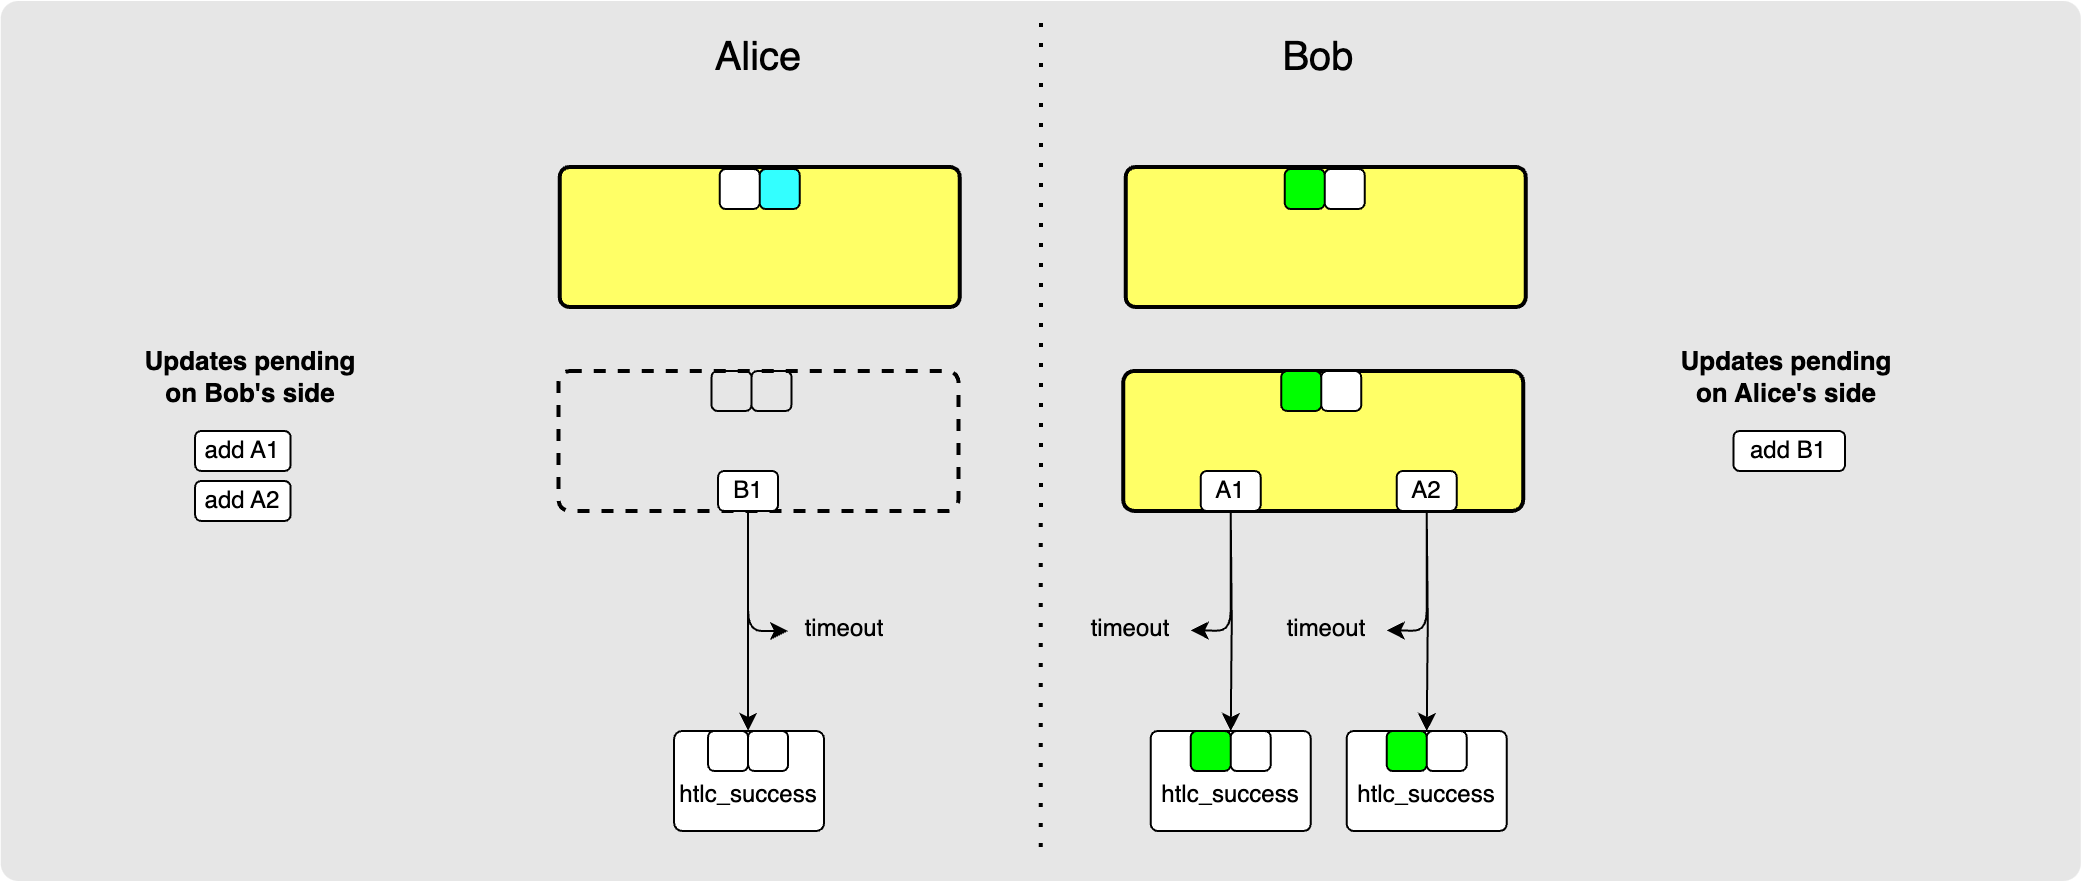 Alice
Bob
Updates pending
on Bob's side
add A1
add A2
B1
timeout
htlc_success
A1
A2
timeout
timeout
htlc_success
htlc_success
Updates pending
on Alice's side
add B1